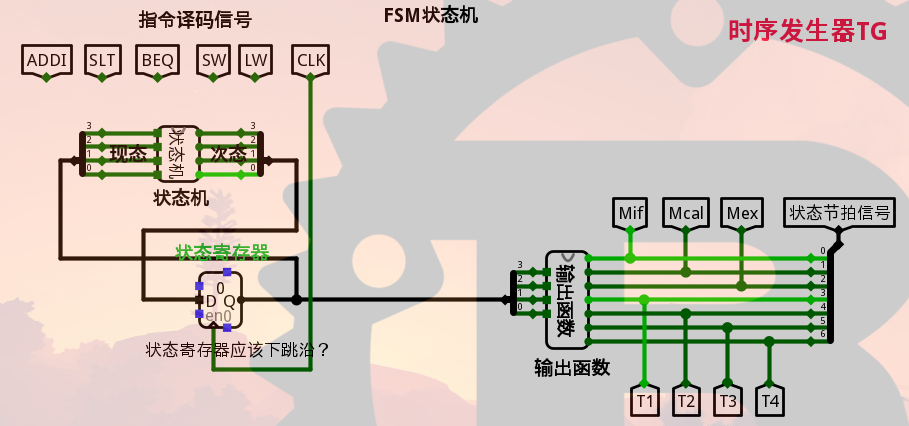 指令译码信号
FSM状态机
时序发生器TG
ADDI
SLT
BEQ
SW
LW
CLK
3
2
1
0
现态
状态机
次态
3
2
1
0
状态机
状态寄存器
0
D Q
en0
状态寄存器应该下跳沿？
3
2
1
0
输出函数
输出函数
Mif
Mcal
Mex
状态节拍信号
0
1
2
3
4
5
6
T1
T2
T3
T4